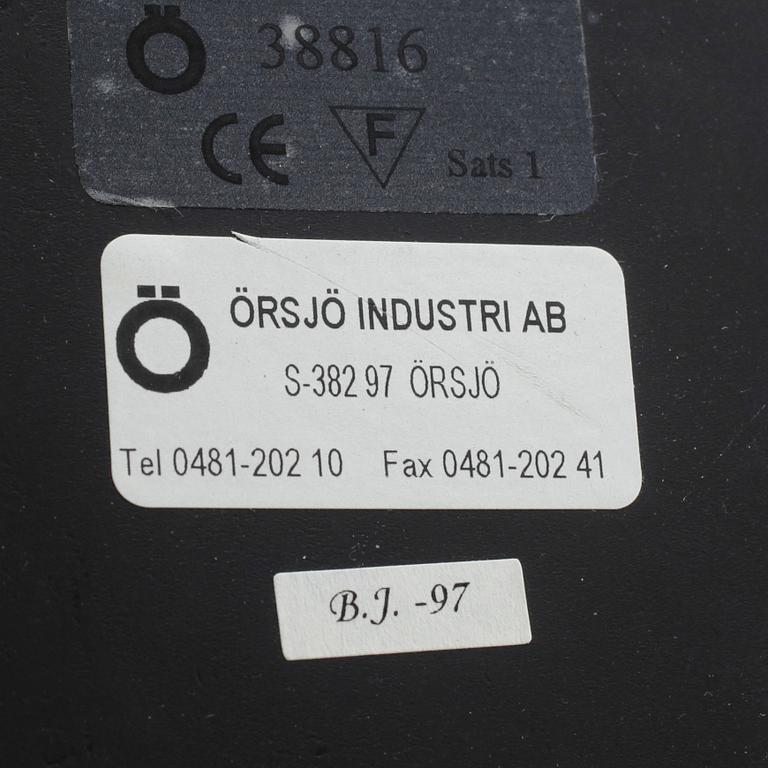 Ö 38816
CE F Sats 1
Ö ÖRSJÖ INDUSTRI AB
S-382 97 ÖRSJÖ
Tel 0481-202 10 Fax 0481-202 41
B.J. -97